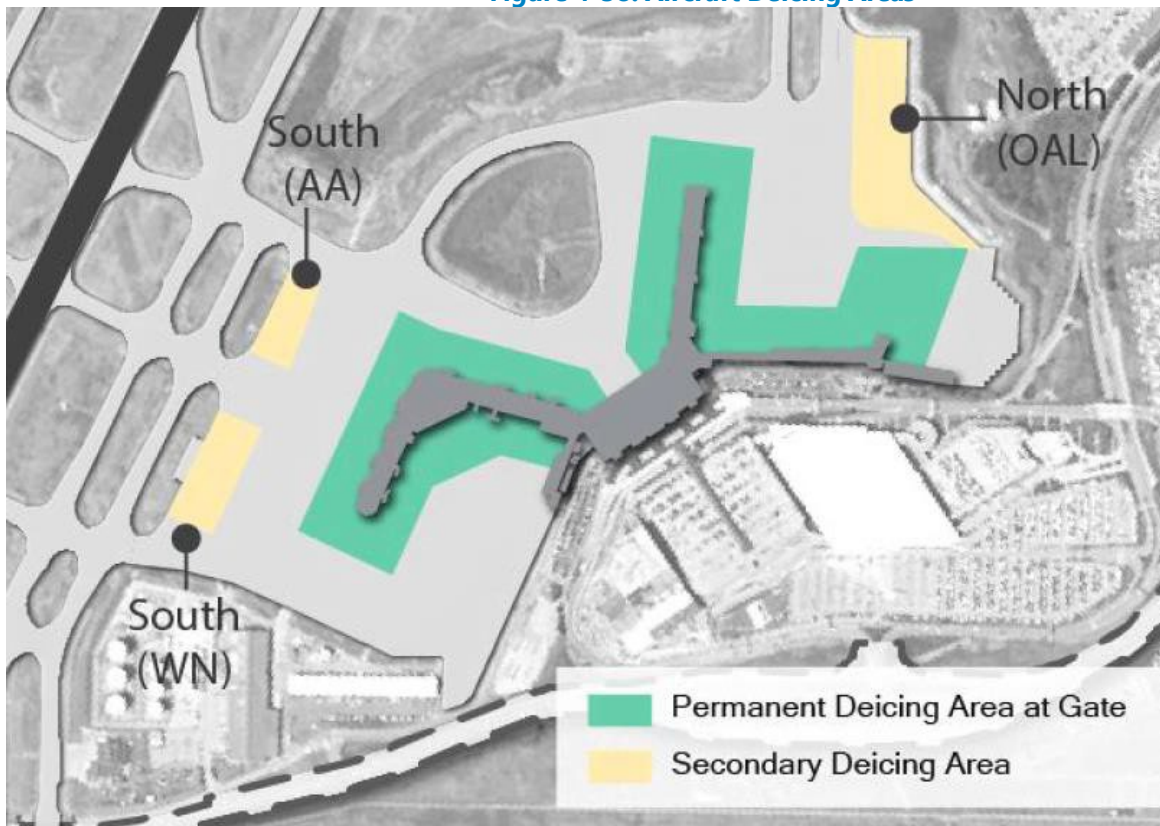 North
(OAL)
South
(AA)
South
(WN)
Permanent Deicing Area at Gate
Secondary Deicing Area